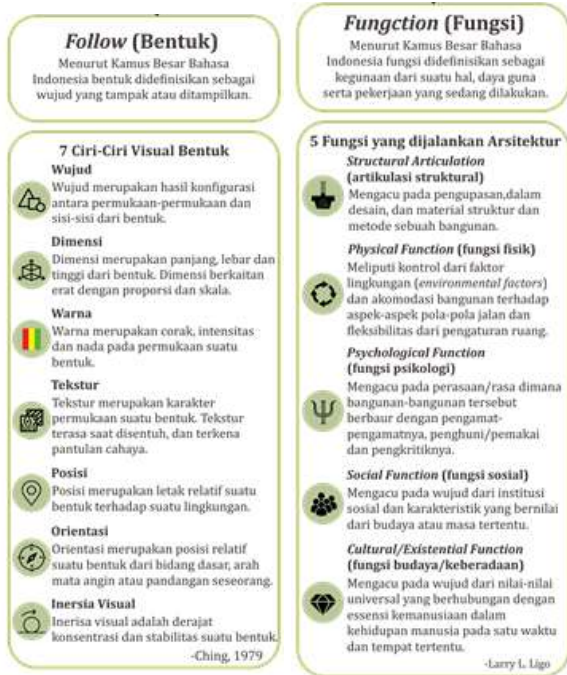 Follow (Bentuk)
Menurut Kamus Besar Bahasa
Indonesia bentuk didefinisikan sebagai
wujud yang tampak atau ditampilkan.
7 Ciri-Ciri Visual Bentuk
Wujud
Wujud merupakan hasil konfigurasi
antara permukaan-permukaan dan
sisi-sisi dari bentuk.
Dimensi
Dimensi merupakan panjang, lebar dan
tinggi dari bentuk. Dimensi berkaitan
erat dengan proporsi dan skala.
Warna
Warna merupakan corak, intensitas
dan nada pada permukaan suatu
bentuk.
Tekstur
Tekstur merupakan karakter
permukaan suatu bentuk. Tekstur
terasa saat disentuh, dan terkena
pantulan cahaya.
Posisi
Posisi merupakan letak relatif suatu
bentuk terhadap suatu lingkungan.
Orientasi
Orientasi merupakan posisi relatif
suatu bentuk dari bidang dasar, arah
mata angin atau pandangan seseorang.
Inersia Visual
Inerisa visual adalah derajat
konsentrasi dan stabilitas suatu bentuk.
-Ching, 1979
Fungction (Fungsi)
Menurut Kamus Besar Bahasa
Indonesia fungsi didefinisikan sebagai
kegunaan dari suatu hal, daya guna
serta pekerjaan yang sedang dilakukan.
5 Fungsi yang dijalankan Arsitektur
Structural Articulation
(artikulasi struktural)
Mengacu pada pengupasan,dalam
desain, dan material struktur dan
metode sebuah bangunan.
Physical Function (fungsi fisik)
Meliputi kontrol dari faktor
lingkungan (environmental factors)
dan akomodasi bangunan terhadap
aspek-aspek pola-pola jalan dan
fleksibilitas dari pengaturan ruang.
Psychological Function
(fungsi psikologi)
Mengacu pada perasaan/rasa dimana
bangunan-bangunan tersebut
berbaur dengan pengamat-
pengamatnya, penghuni/pemakai
dan pengkritiknya.
Social Function (fungsi sosial)
Mengacu pada wujud dari institusi
sosial dan karakteristik yang bernilai
dari budaya atau masa tertentu.
Cultural/Existential Function
(fungsi budaya/keberadaan)
Mengacu pada wujud dari nilai-nilai
universal yang berhubungan dengan
essensi kemanusiaan dalam
kehidupan manusia pada satu waktu
dan tempat tertentu.
-Larry L. Ligo